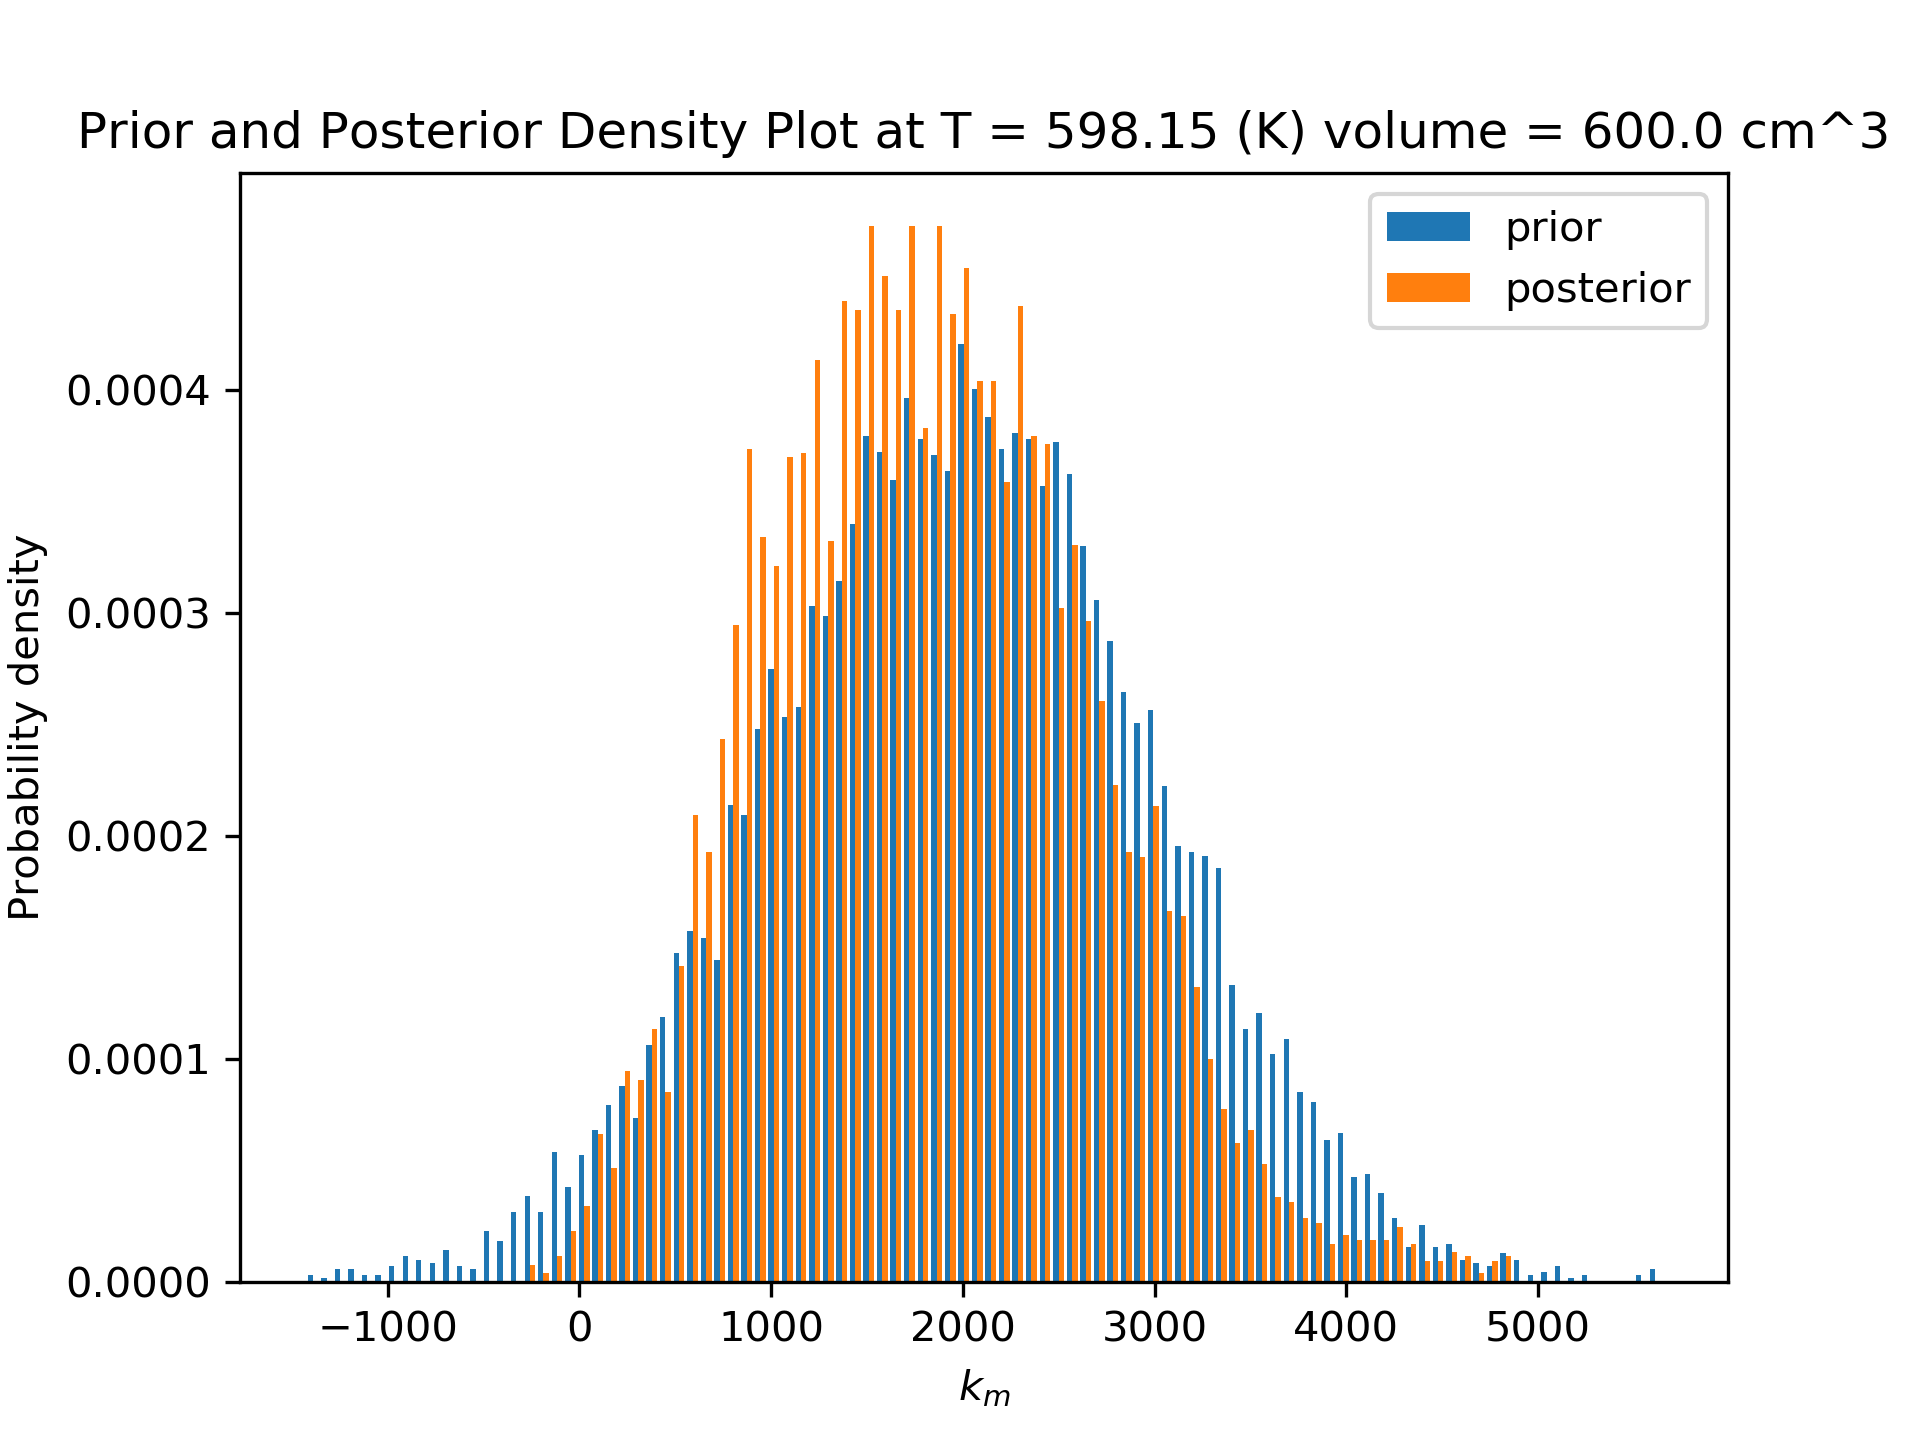 Prior and Posterior Density Plot at T = 598.15 (K) volume = 600.0 cm^3
prior
posterior
Probability density
0.0004
0.0003
0.0002
0.0001
0.0000
−1000 0 1000 2000 3000 4000 5000
k_m